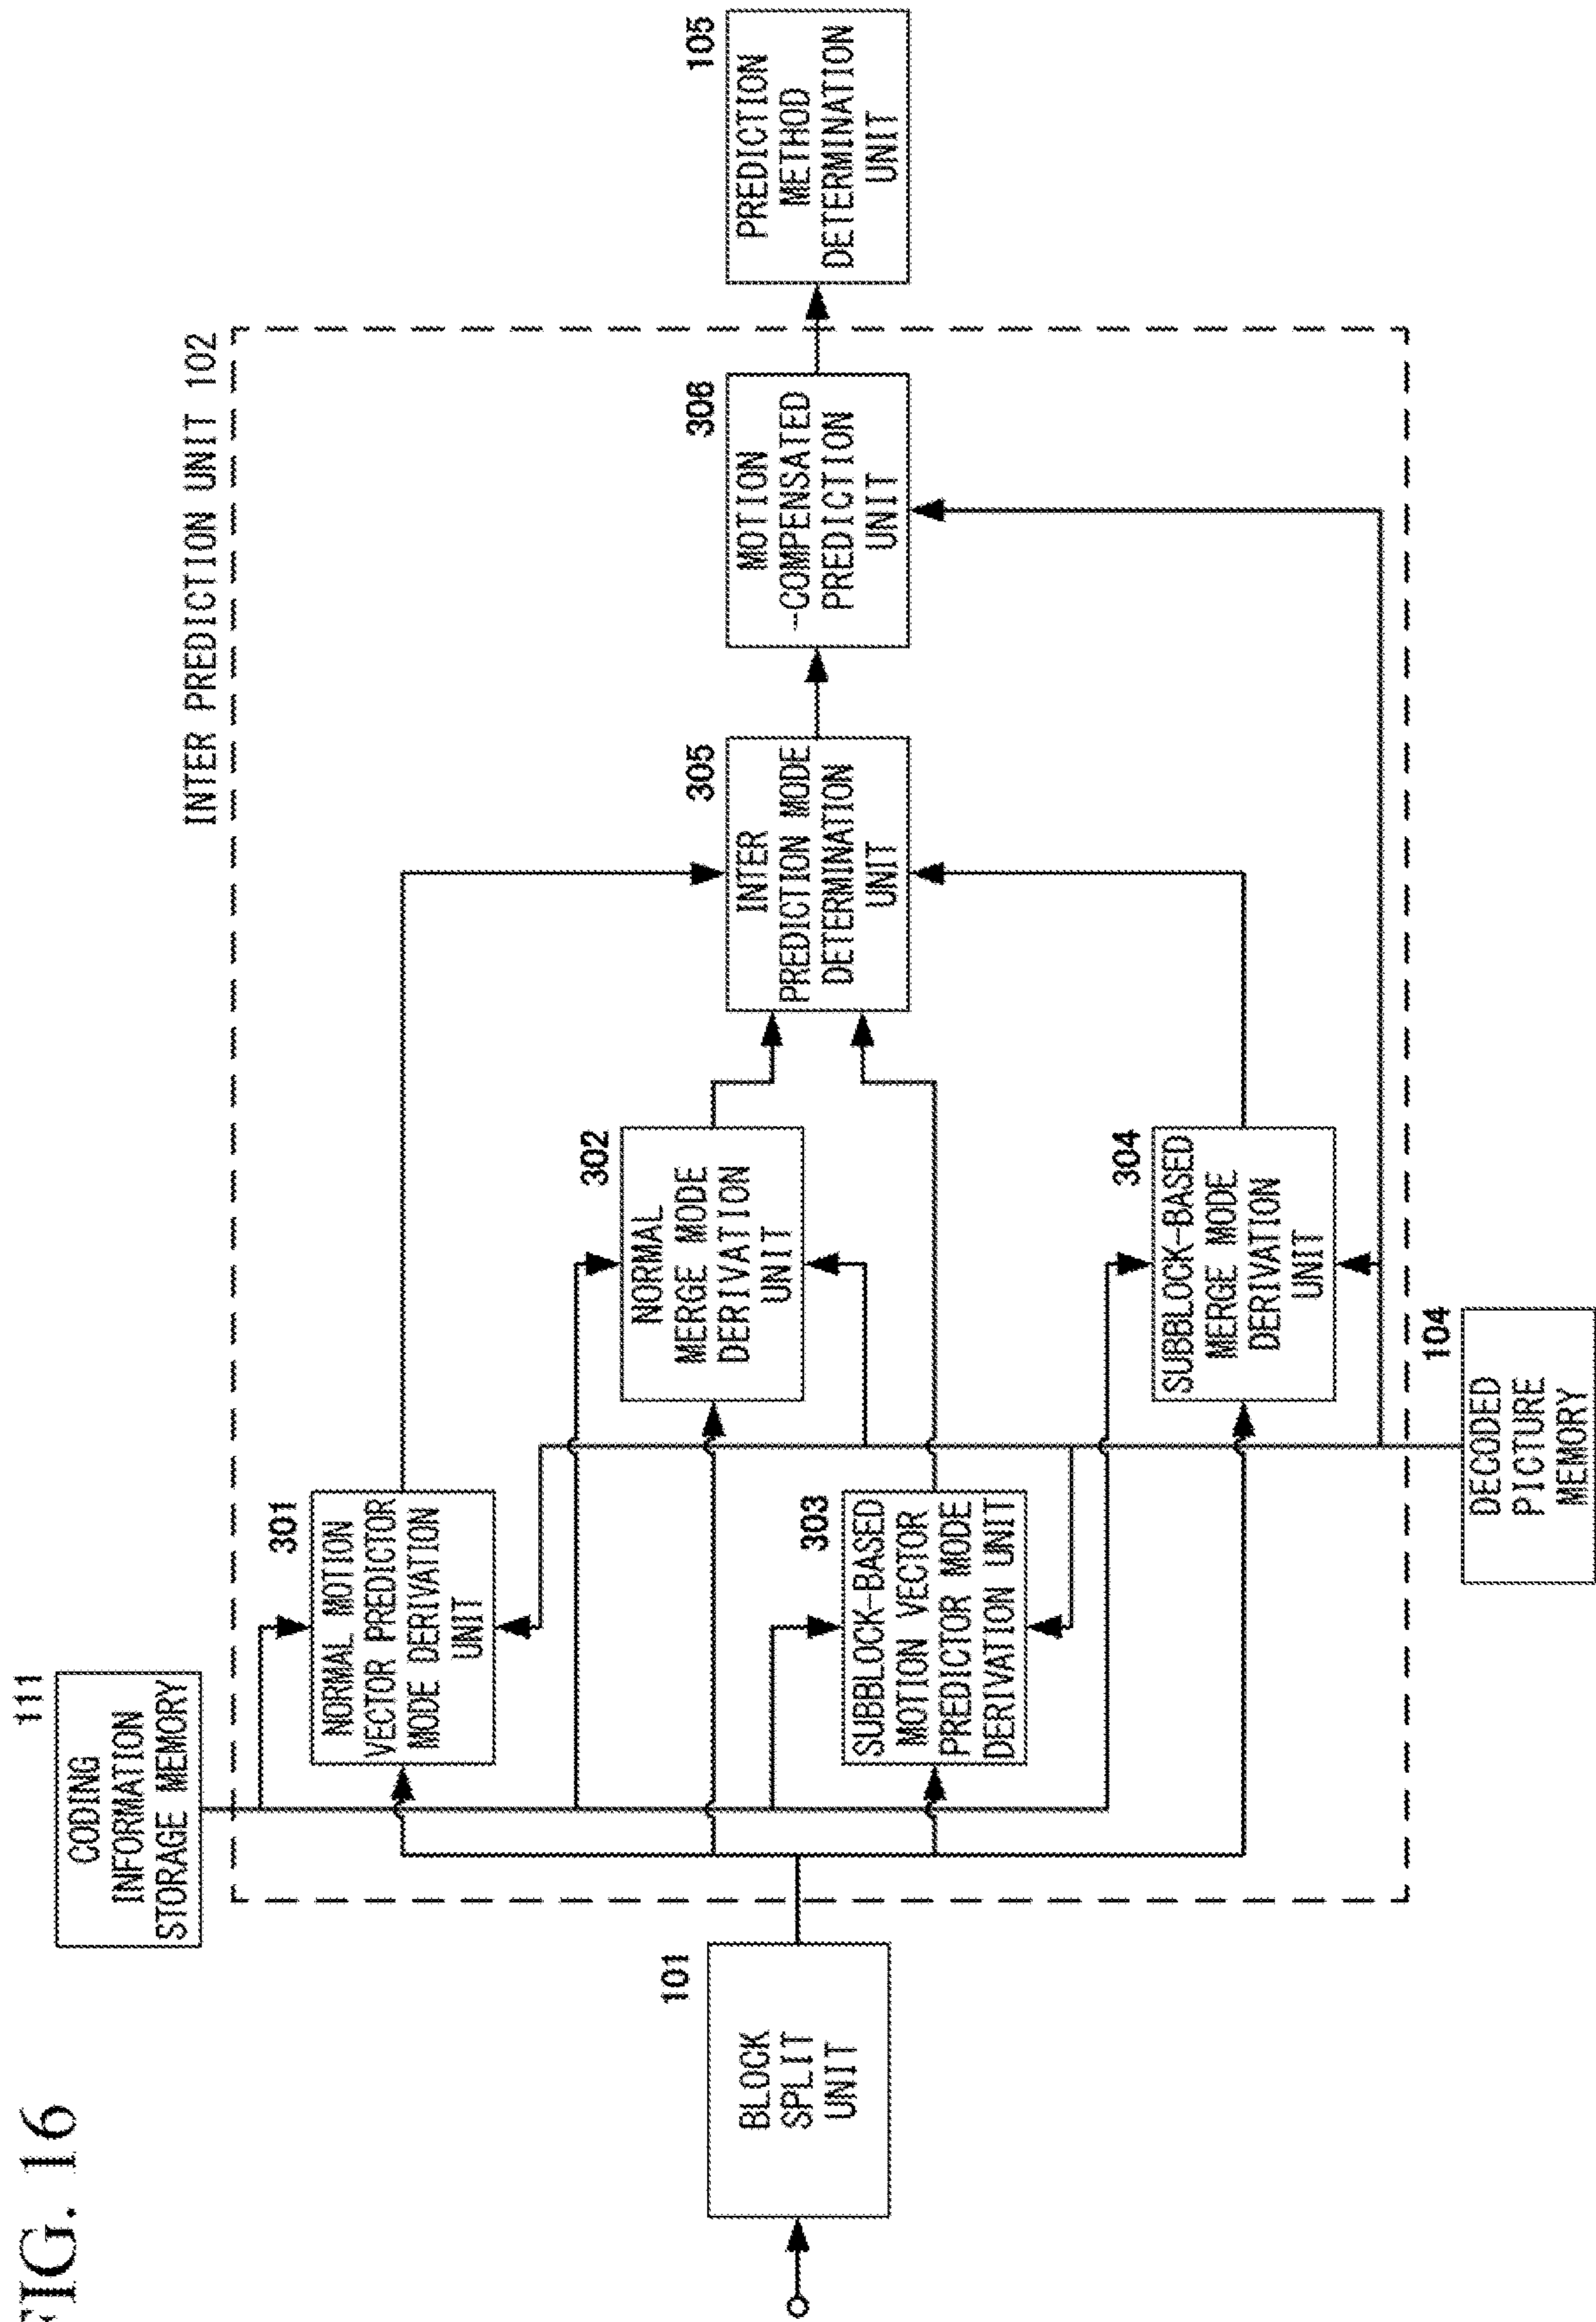 FIG. 16
111
CODING
INFORMATION
STORAGE MEMORY
INTER PREDICTION UNIT 102
101
BLOCK
SPLIT
UNIT
301
NORMAL MOTION
VECTOR PREDICTOR
MODE DERIVATION
UNIT
302
NORMAL
MERGE MODE
DERIVATION
UNIT
303
SUBBLOCK-BASED
MOTION VECTOR
PREDICTOR MODE
DERIVATION UNIT
304
SUBBLOCK-BASED
MERGE MODE
DERIVATION
UNIT
305
INTER
PREDICTION MODE
DETERMINATION
UNIT
306
MOTION
-COMPENSATED
PREDICTION
UNIT
105
PREDICTION
METHOD
DETERMINATION
UNIT
104
DECODED
PICTURE
MEMORY